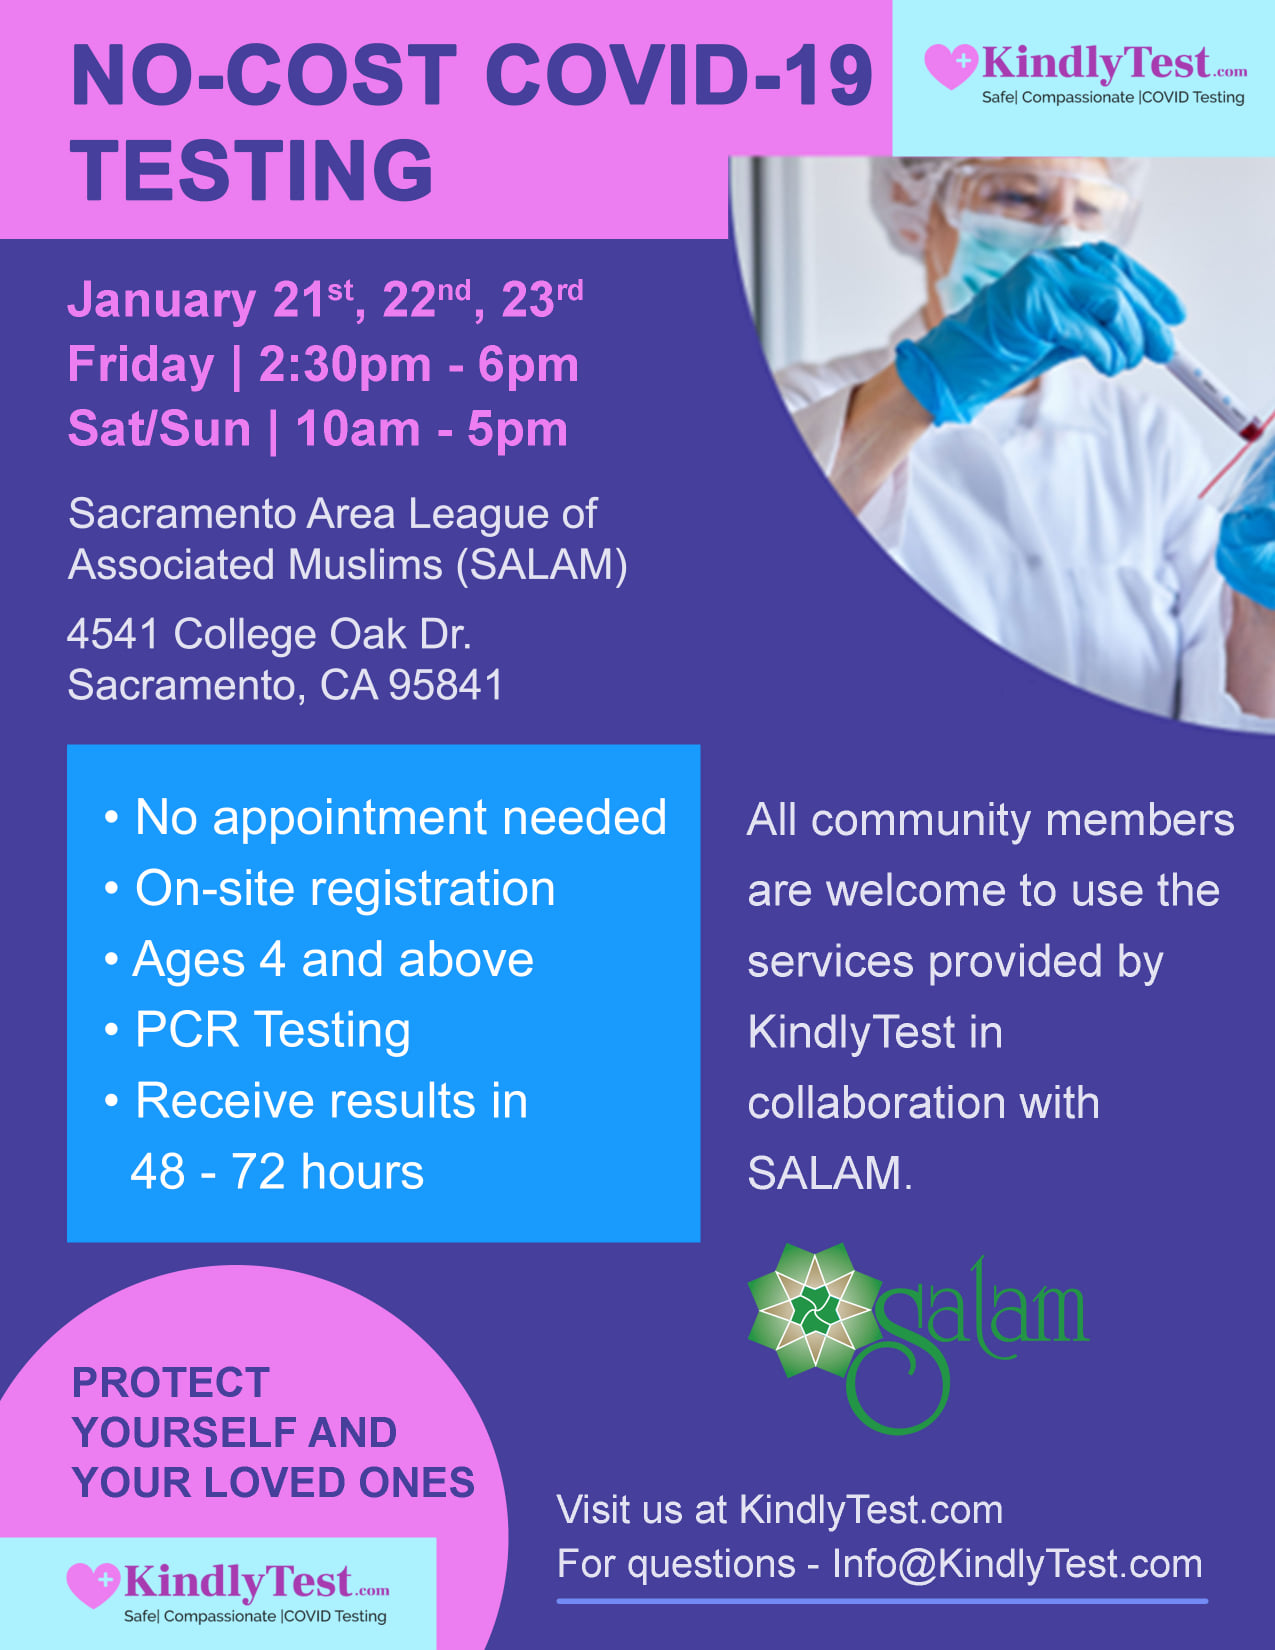 NO-COST COVID-19
TESTING
KindlyTest.com
Safe| Compassionate |COVID Testing
January 21st, 22nd, 23rd
Friday | 2:30pm - 6pm
Sat/Sun | 10am - 5pm
Sacramento Area League of
Associated Muslims (SALAM)
4541 College Oak Dr.
Sacramento, CA 95841
• No appointment needed
• On-site registration
• Ages 4 and above
• PCR Testing
• Receive results in
48 - 72 hours
All community members
are welcome to use the
services provided by
KindlyTest in
collaboration with
SALAM.
Salam
PROTECT
YOURSELF AND
YOUR LOVED ONES
KindlyTest.com
Safe| Compassionate |COVID Testing
Visit us at KindlyTest.com
For questions - Info@KindlyTest.com